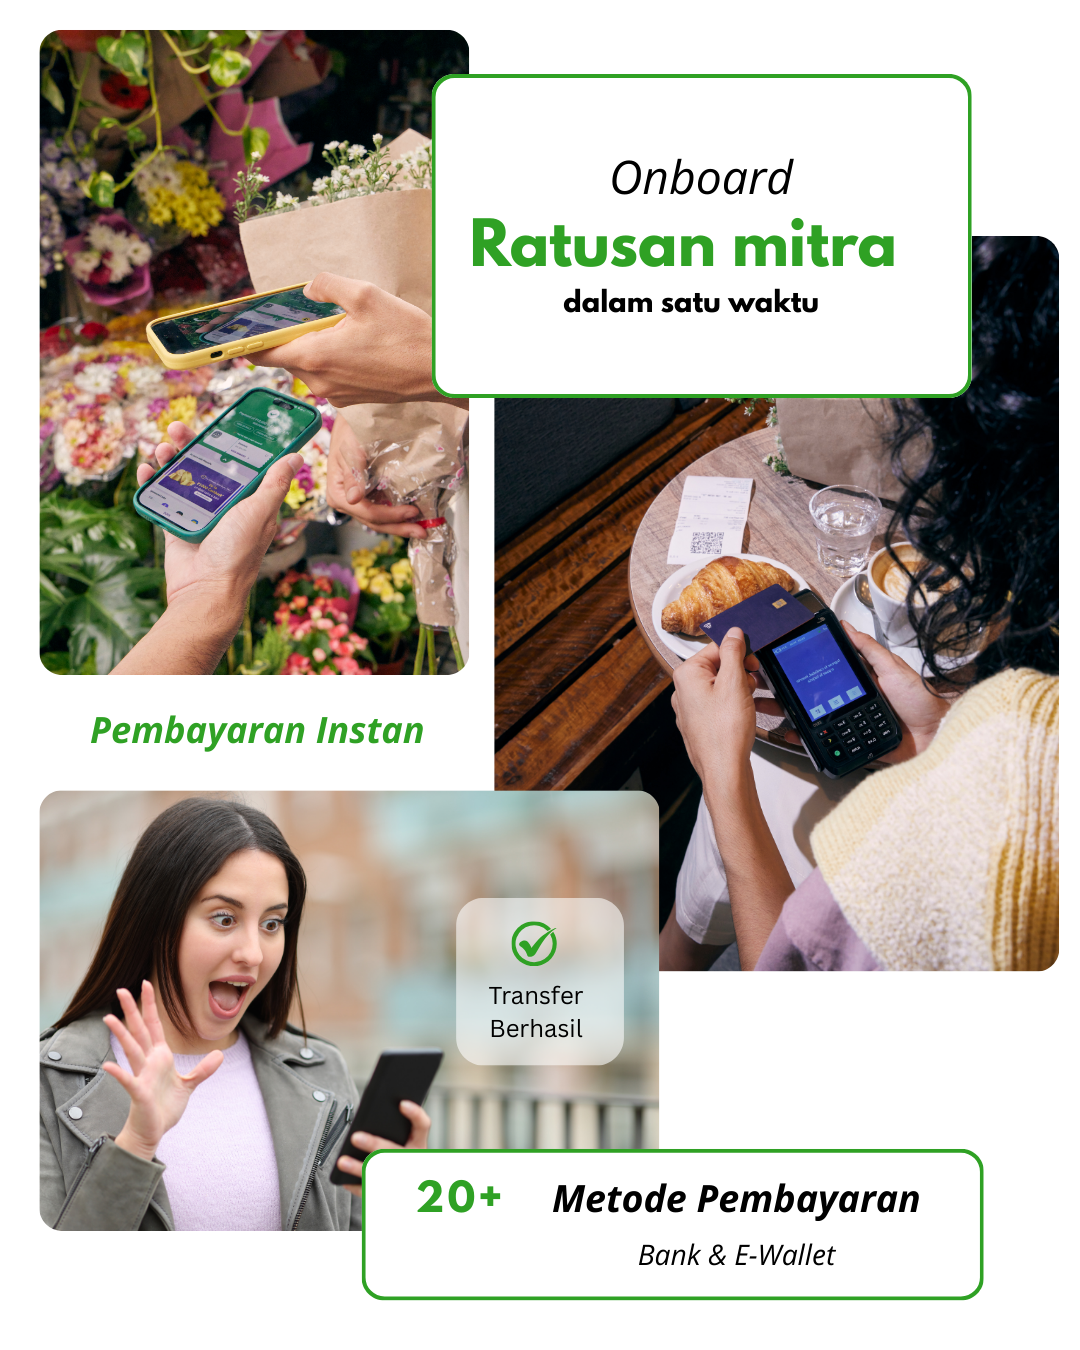 Onboard
Ratusan mitra
dalam satu waktu
Pembayaran Instan
Transfer
Berhasil
20+ Metode Pembayaran
Bank & E-Wallet